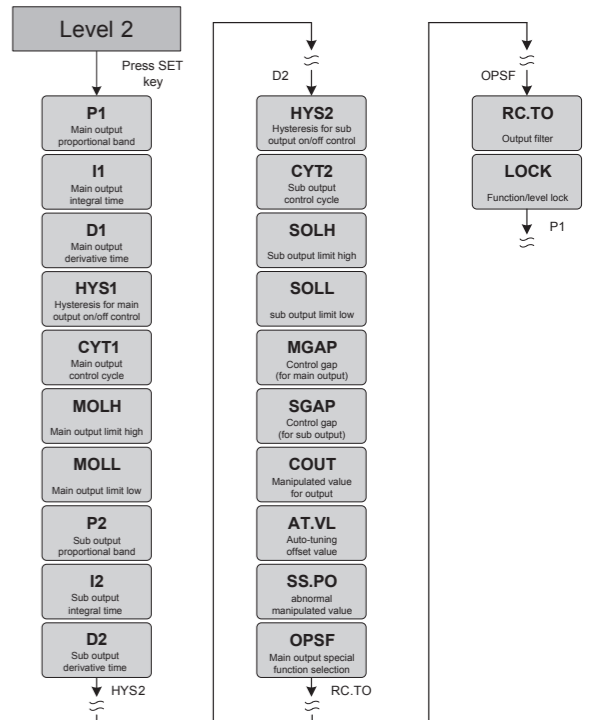 Level 2
Press SET
key
P1
Main output
proportional band
I1
Main output
integral time
D1
Main output
derivative time
HYS1
Hysteresis for main
output on/off control
CYT1
Main output
control cycle
MOLH
Main output limit high
MOLL
Main output limit low
P2
Sub output
proportional band
I2
Sub output
integral time
D2
Sub output
derivative time
HYS2
D2
HYS2
Hysteresis for sub
output on/off control
CYT2
Sub output
control cycle
SOLH
Sub output limit high
SOLL
sub output limit low
MGAP
Control gap
(for main output)
SGAP
Control gap
(for sub output)
COUT
Manipulated value
for output
AT.VL
Auto-tuning
offset value
SS.PO
abnormal
manipulated value
OPSF
Main output special
function selection
RC.TO
OPSF
RC.TO
Output filter
LOCK
Function/level lock
P1